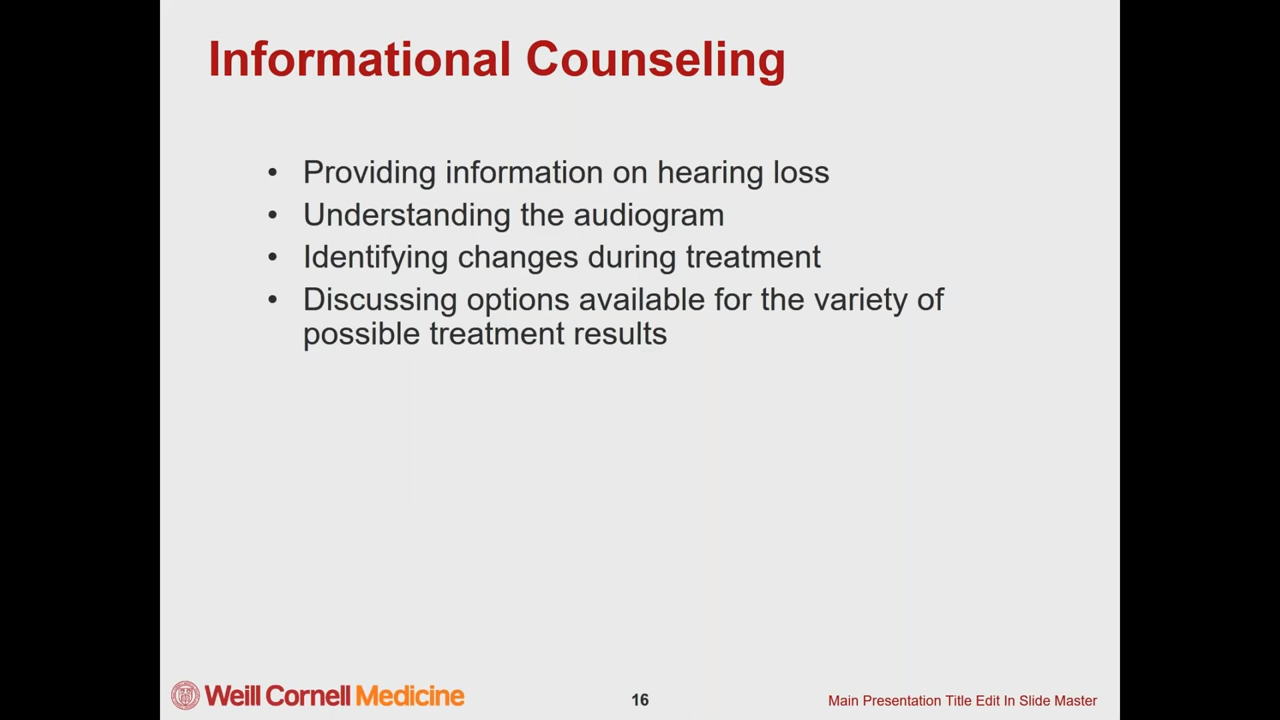 Informational Counseling
• Providing information on hearing loss
• Understanding the audiogram
• Identifying changes during treatment
• Discussing options available for the variety of
possible treatment results
Weill Cornell Medicine
16
Main Presentation Title Edit In Slide Master